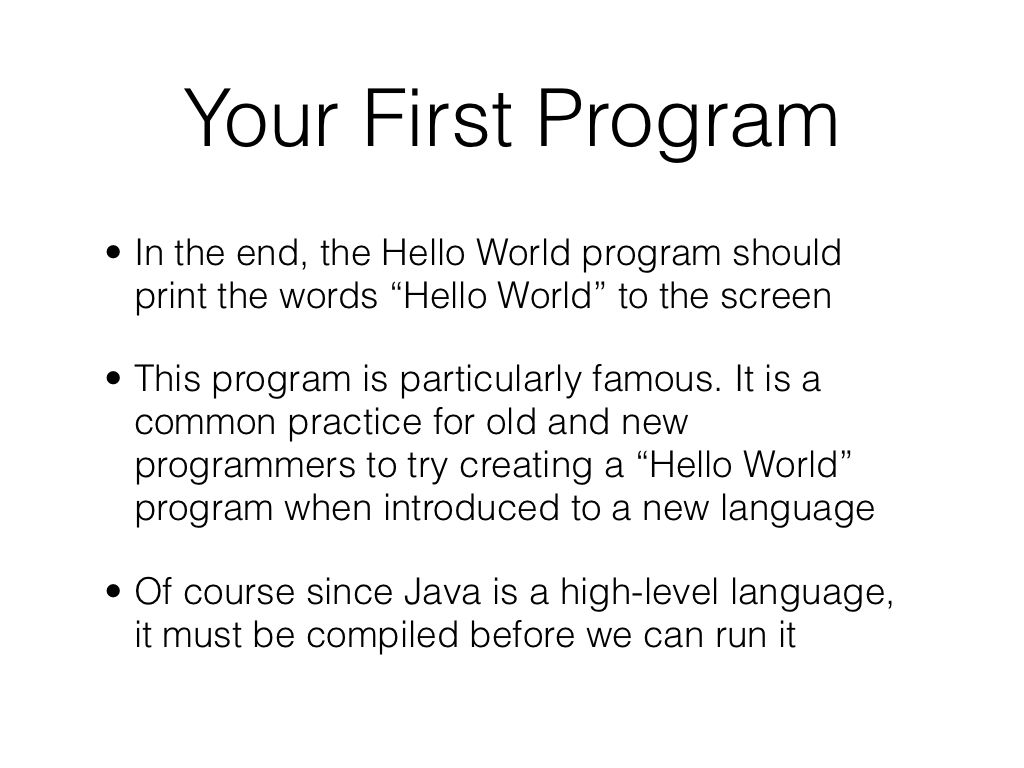 Your First Program
• In the end, the Hello World program should
print the words “Hello World” to the screen
• This program is particularly famous. It is a
common practice for old and new
programmers to try creating a “Hello World”
program when introduced to a new language
• Of course since Java is a high-level language,
it must be compiled before we can run it